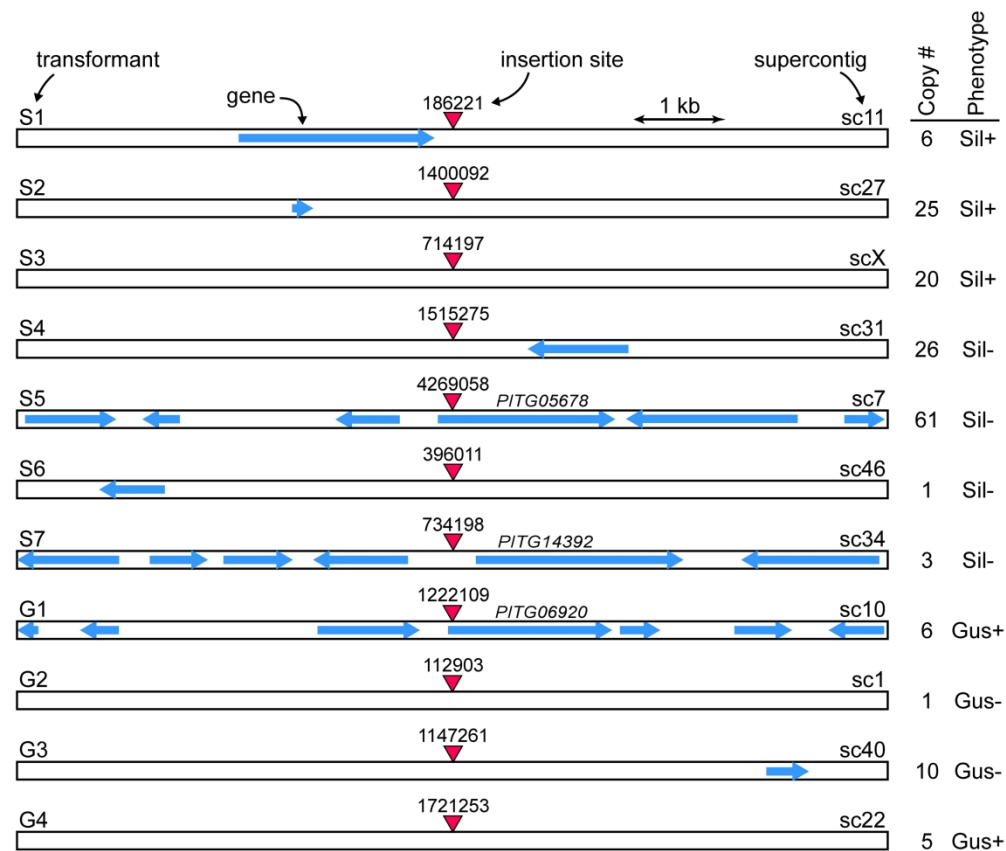 transformant insertion site supercontig Copy # Phenotype
gene
S1 186221 1 kb sc11 6 Sil+
S2 1400092 sc27 25 Sil+
S3 714197 scX 20 Sil+
S4 1515275 sc31 26 Sil-
S5 4269058 PITG05678 sc7 61 Sil-
S6 396011 sc46 1 Sil-
S7 734198 PITG14392 sc34 3 Sil-
G1 1222109 PITG06920 sc10 6 Gus+
G2 112903 sc1 1 Gus-
G3 1147261 sc40 10 Gus-
G4 1721253 sc22 5 Gus+